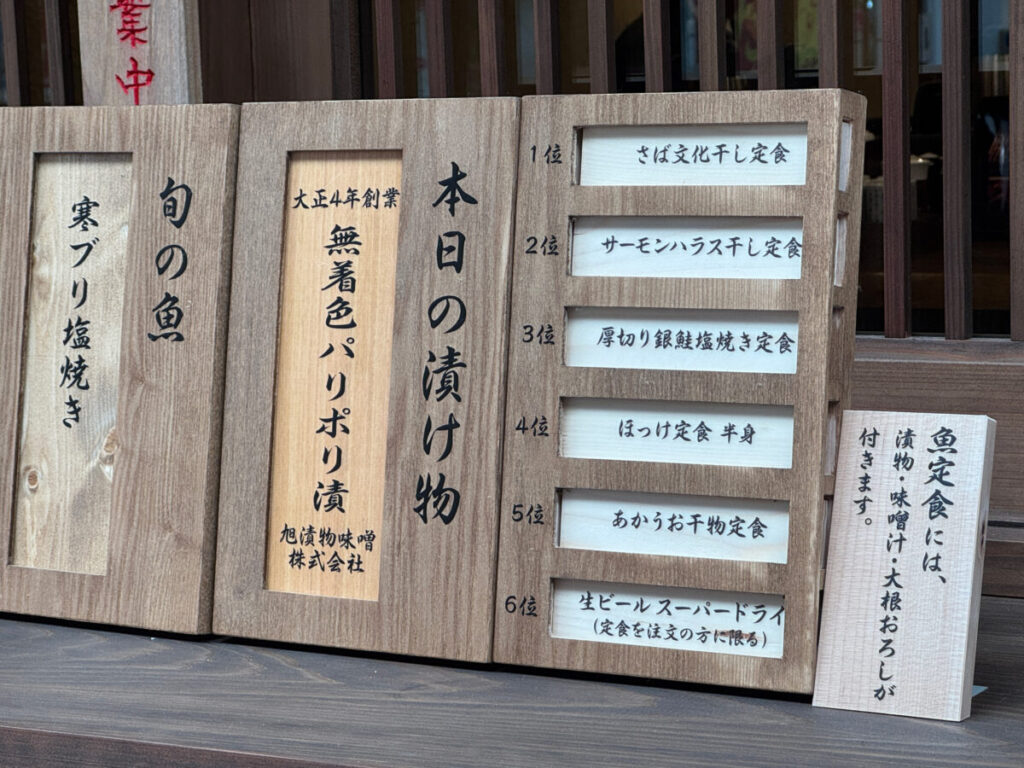 業中
旬の魚
寒ブリ塩焼き
本日の漬け物
大正4年創業
無着色パリポリ漬
旭漬物味噌
株式会社
1位 さば文化干し定食
2位 サーモンハラス干し定食
3位 厚切り銀鮭塩焼き定食
4位 ほっけ定食 半身
5位 あかうお干物定食
6位 生ビール スーパードライ
(定食を注文の方に限る)
魚定食には、
漬物・味噌汁・大根おろしが
付きます。